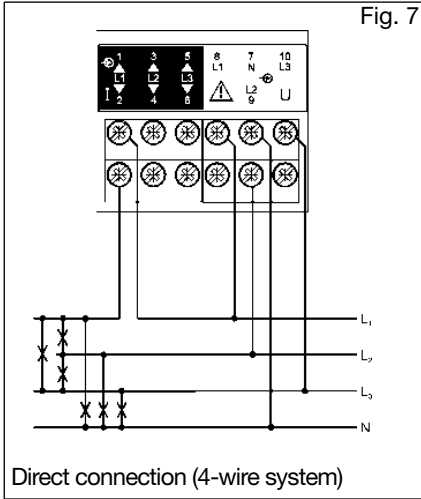 Fig. 7
1 3 5 8 7 10
L1 N L3
L1 L2 L3
I L2 U
2 4 6 9
L1
L2
L3
N
Direct connection (4-wire system)